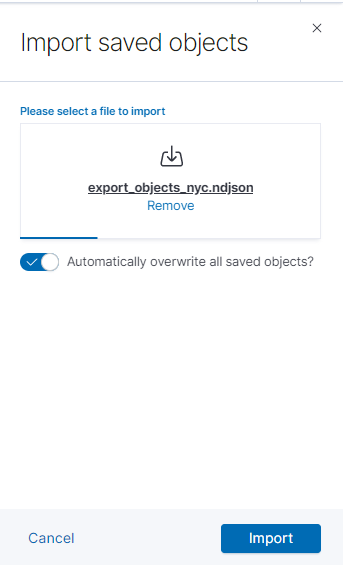 Import saved objects
Please select a file to import
export_objects_nyc.ndjson
Remove
Automatically overwrite all saved objects?
Cancel
Import